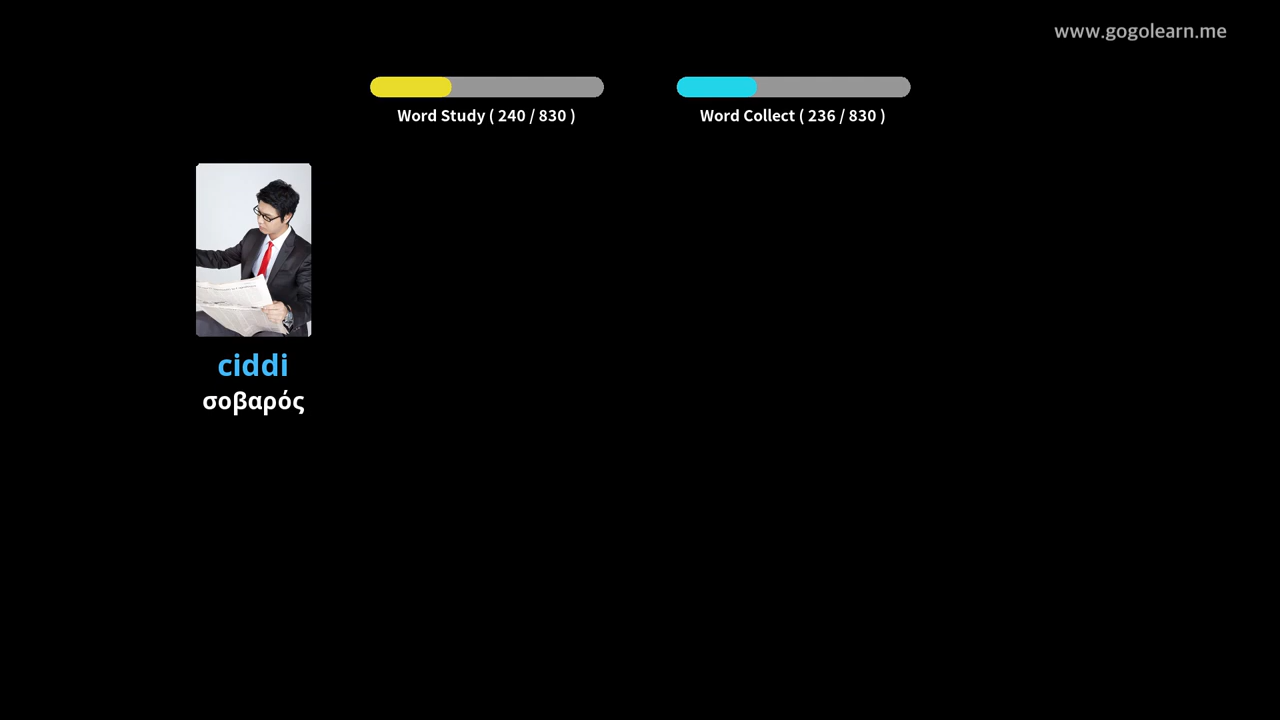 www.gogolearn.me
Word Study ( 240 / 830 )
Word Collect ( 236 / 830 )
ciddi
σοβαρός